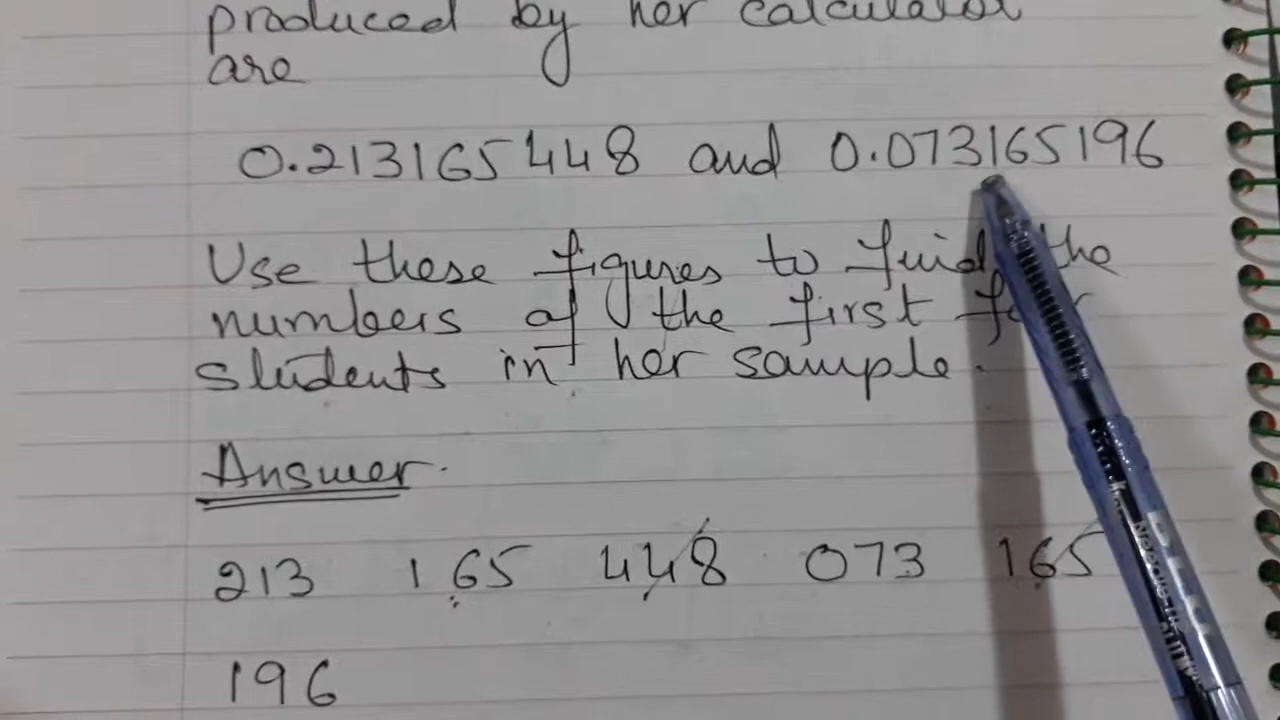 produced by her calculator
are
0.213165448 and 0.073165196
Use these figures to find the
numbers of the first
students in her sample.
Answer.
213 165 448 073 165
196